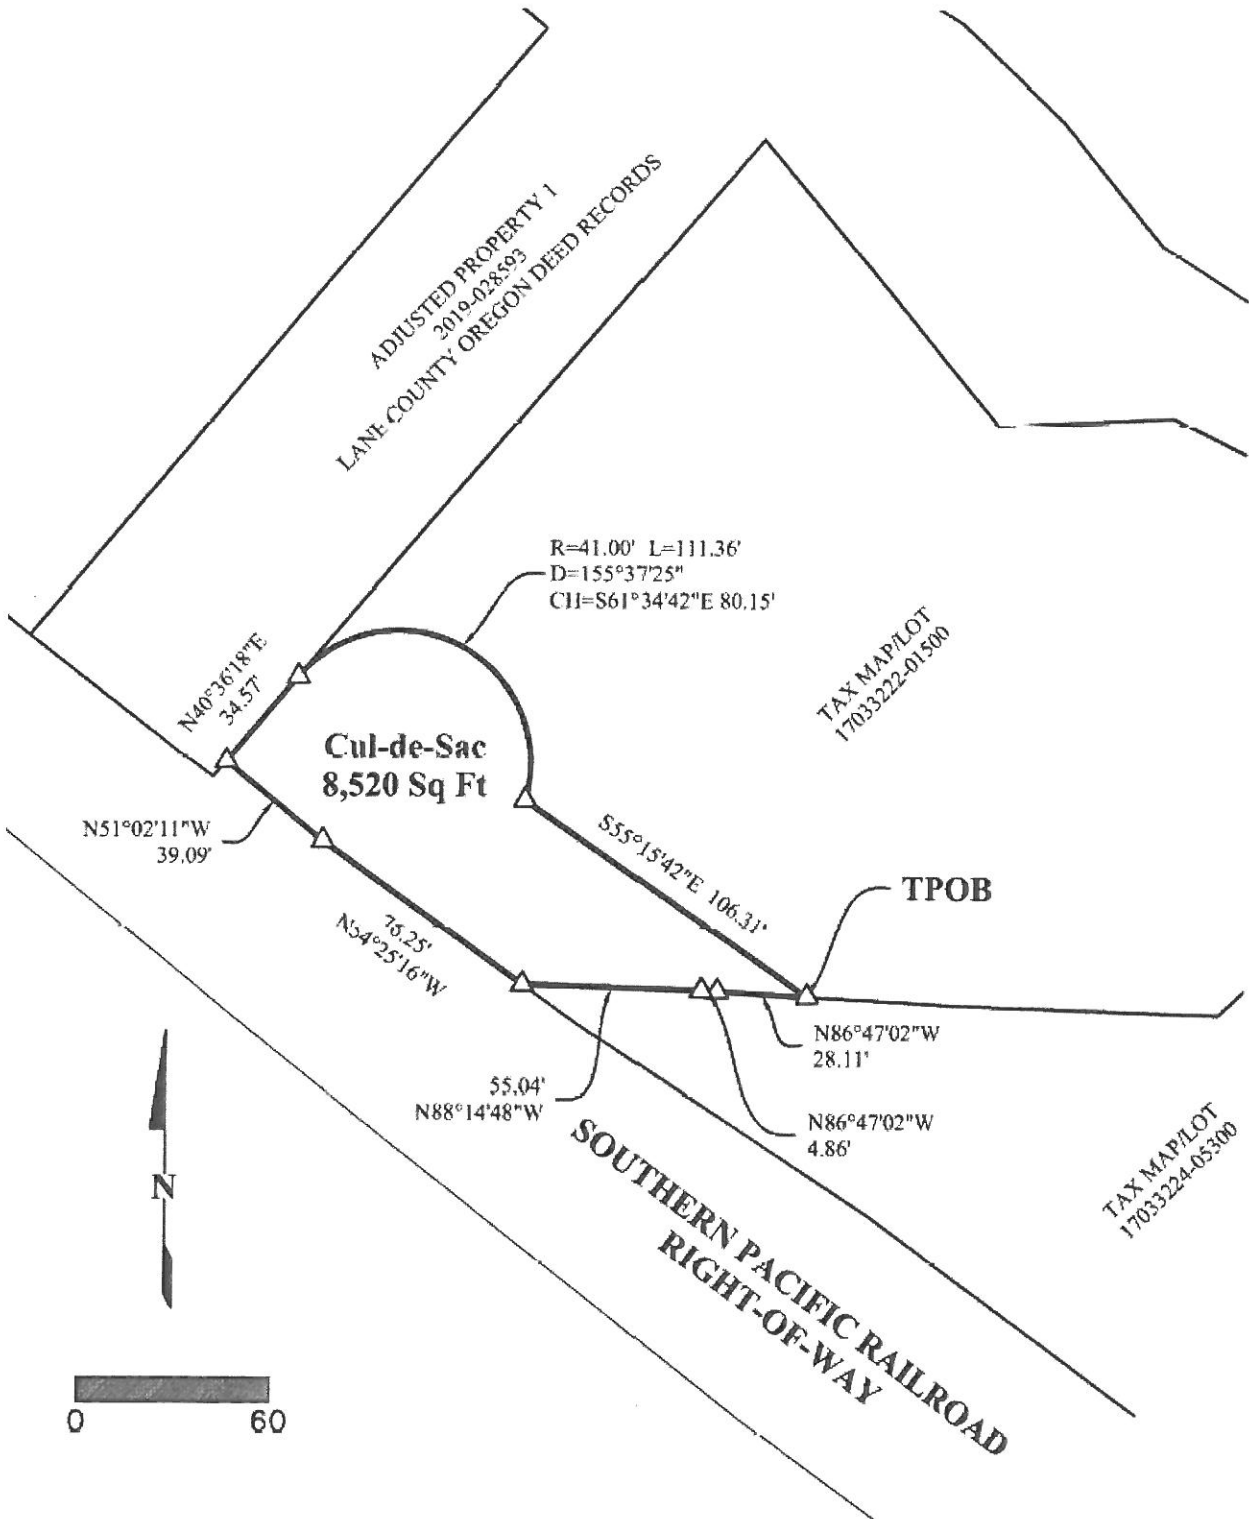 ADJUSTED PROPERTY 1
2019-028593
LANE COUNTY OREGON DEED RECORDS
R=41.00' L=111.36'
D=155°37'25"
CH=S61°34'42"E 80.15'
TAX MAP/LOT
17033222-01500
N40°36'18"E
34.57'
Cul-de-Sac
8,520 Sq Ft
N51°02'11"W
39.09'
S55°15'42"E 106.31'
TPOB
76.25'
N54°25'16"W
N86°47'02"W
28.11'
55.04'
N88°14'48"W
N86°47'02"W
4.86'
TAX MAP/LOT
17033224-05300
SOUTHERN PACIFIC RAILROAD
RIGHT-OF-WAY
N
0 60